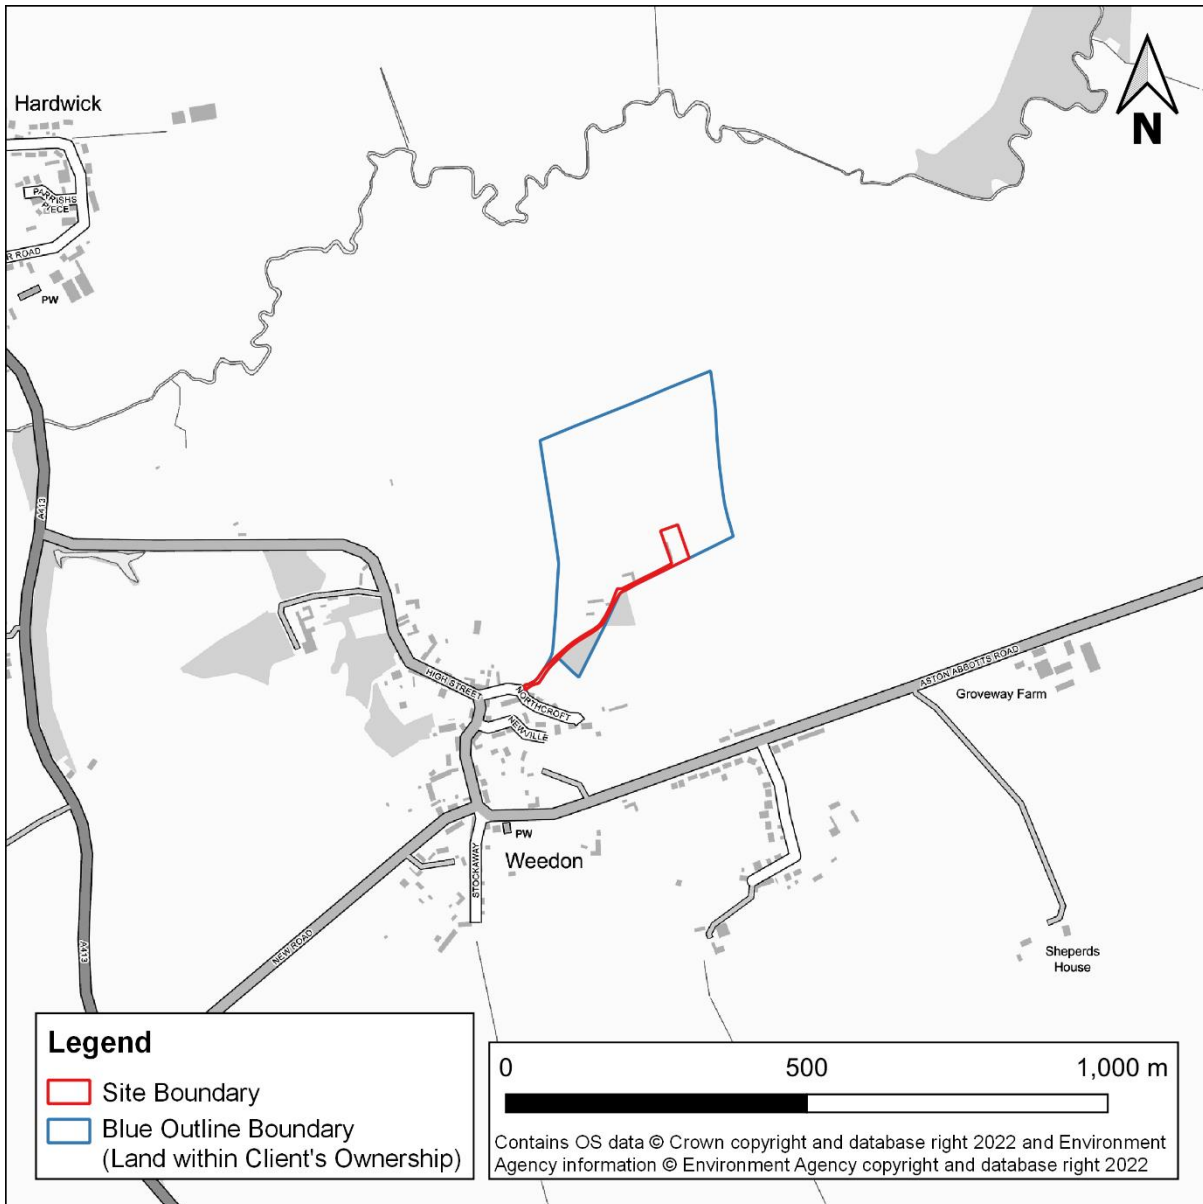 Hardwick
N
PARRISHS
PIECE
R ROAD
PW
A413
HIGH STREET
NORTHCROFT
NEWVILLE
ASTON ABBOTTS ROAD
Groveway Farm
PW
Weedon
STOCKAWAY
NEW ROAD
A413
Sheperds
House
Legend
Site Boundary
Blue Outline Boundary
(Land within Client's Ownership)
0 500 1,000 m
Contains OS data © Crown copyright and database right 2022 and Environment
Agency information © Environment Agency copyright and database right 2022